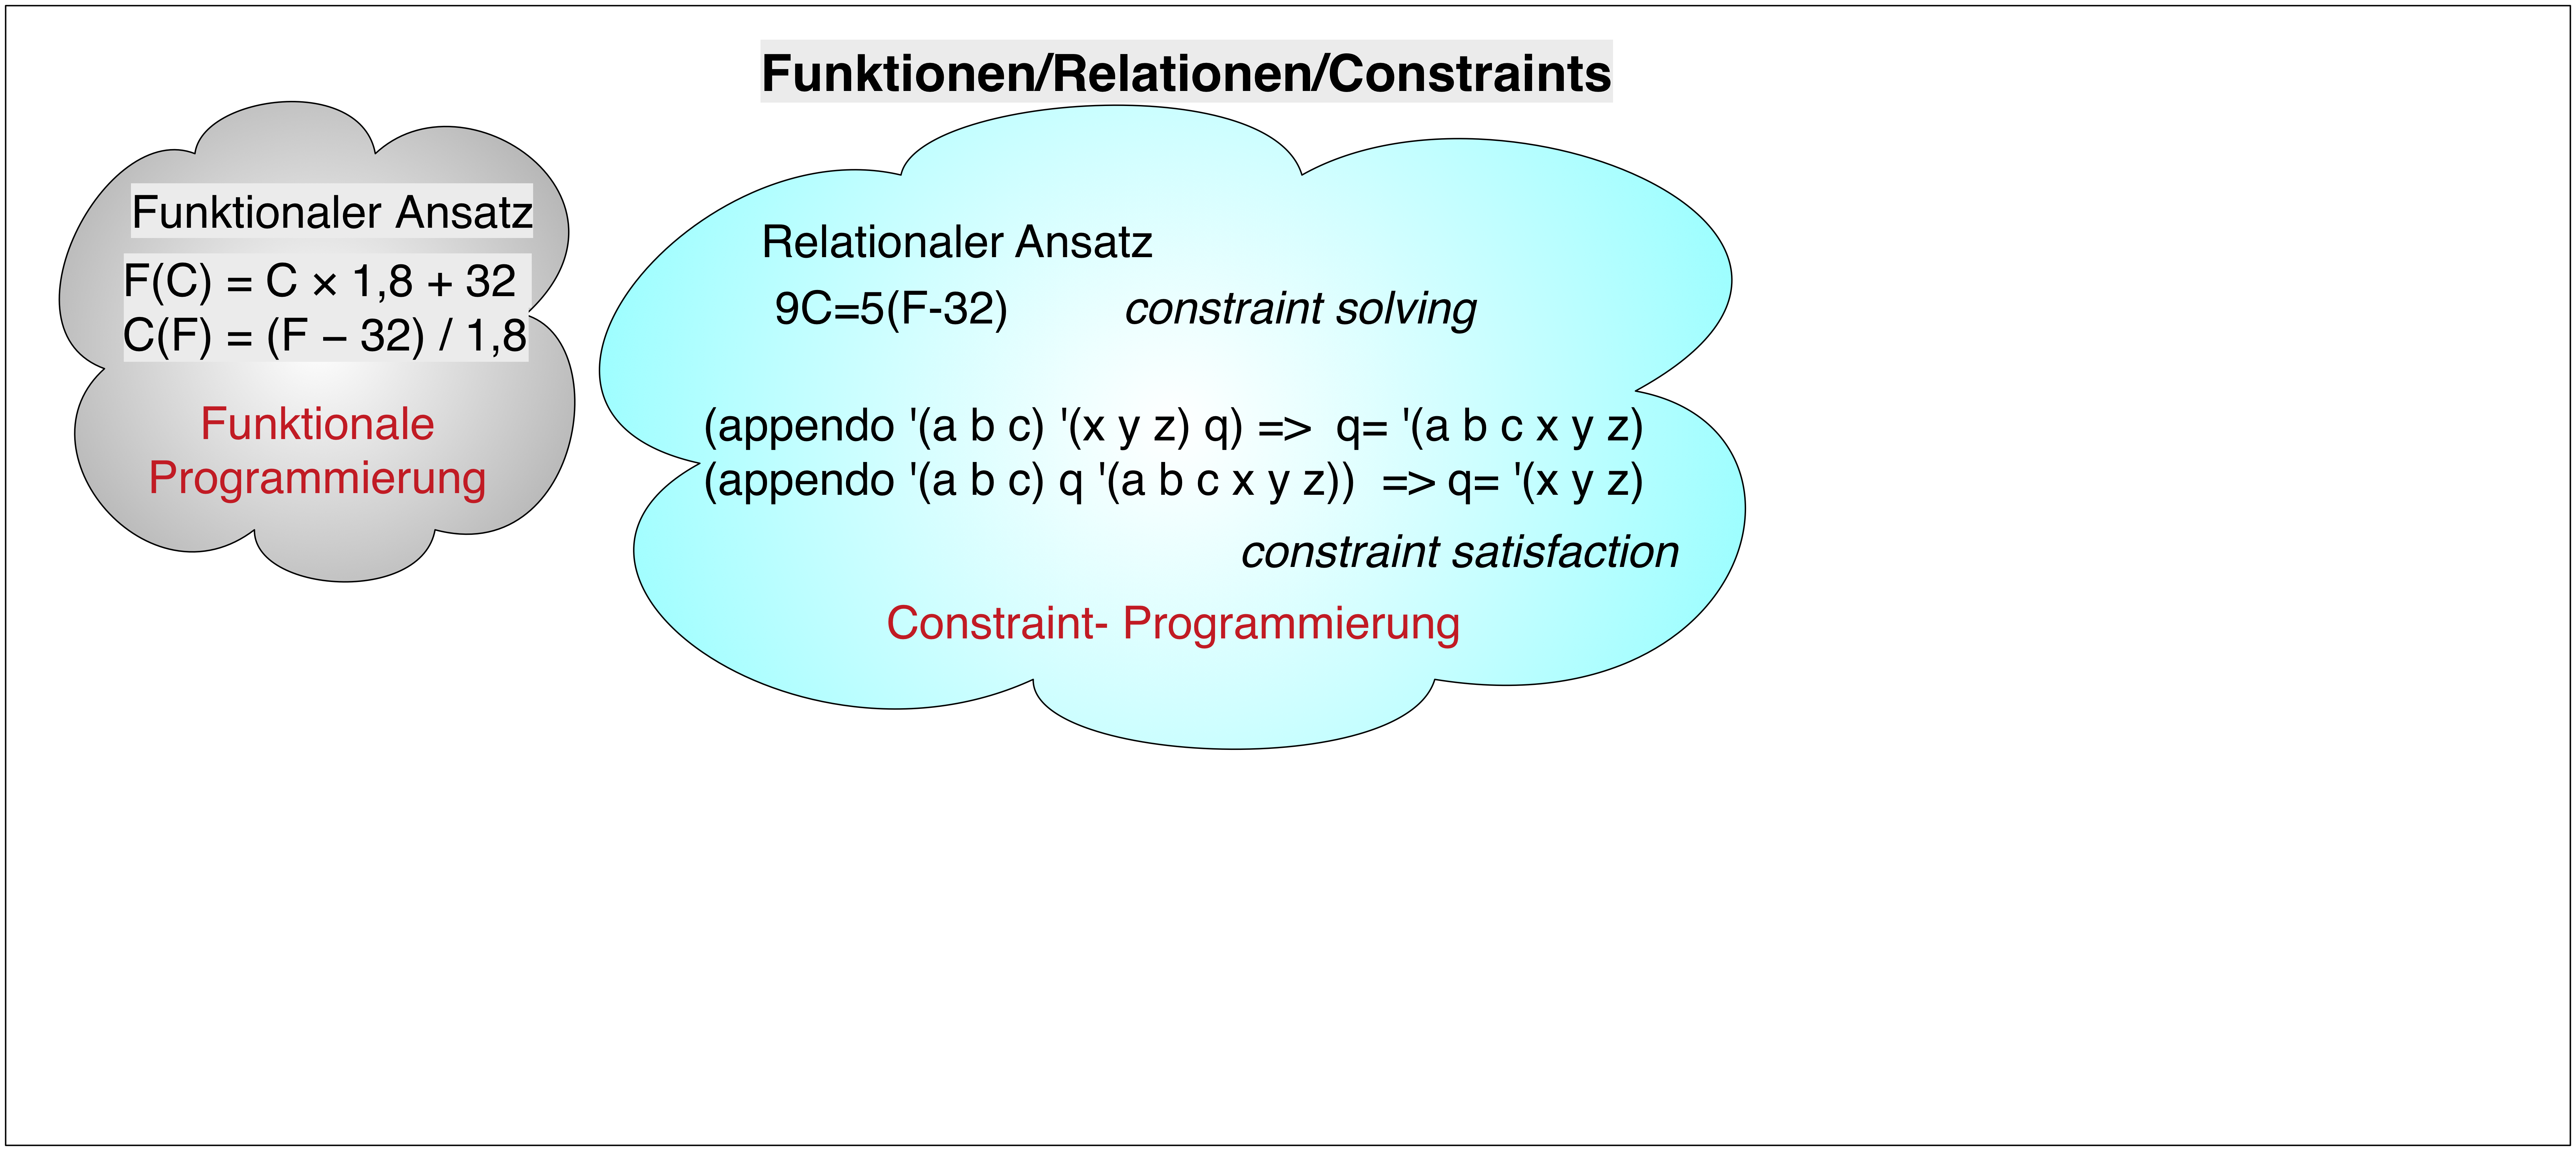 Funktionen/Relationen/Constraints
Funktionaler Ansatz
F(C) = C × 1,8 + 32
C(F) = (F – 32) / 1,8
Funktionale
Programmierung
Relationaler Ansatz
9C=5(F-32) constraint solving
(appendo '(a b c) '(x y z) q) => q= '(a b c x y z)
(appendo '(a b c) q '(a b c x y z)) => q= '(x y z)
constraint satisfaction
Constraint- Programmierung